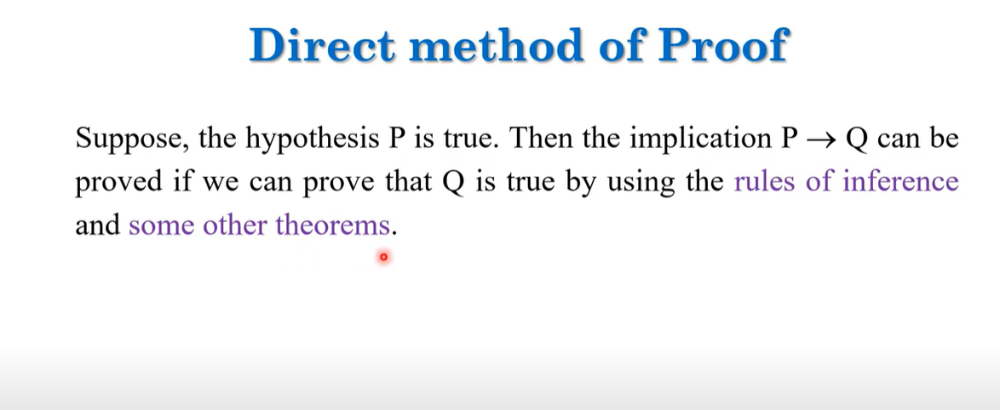 Direct method of Proof
Suppose, the hypothesis P is true. Then the implication P → Q can be
proved if we can prove that Q is true by using the rules of inference
and some other theorems.